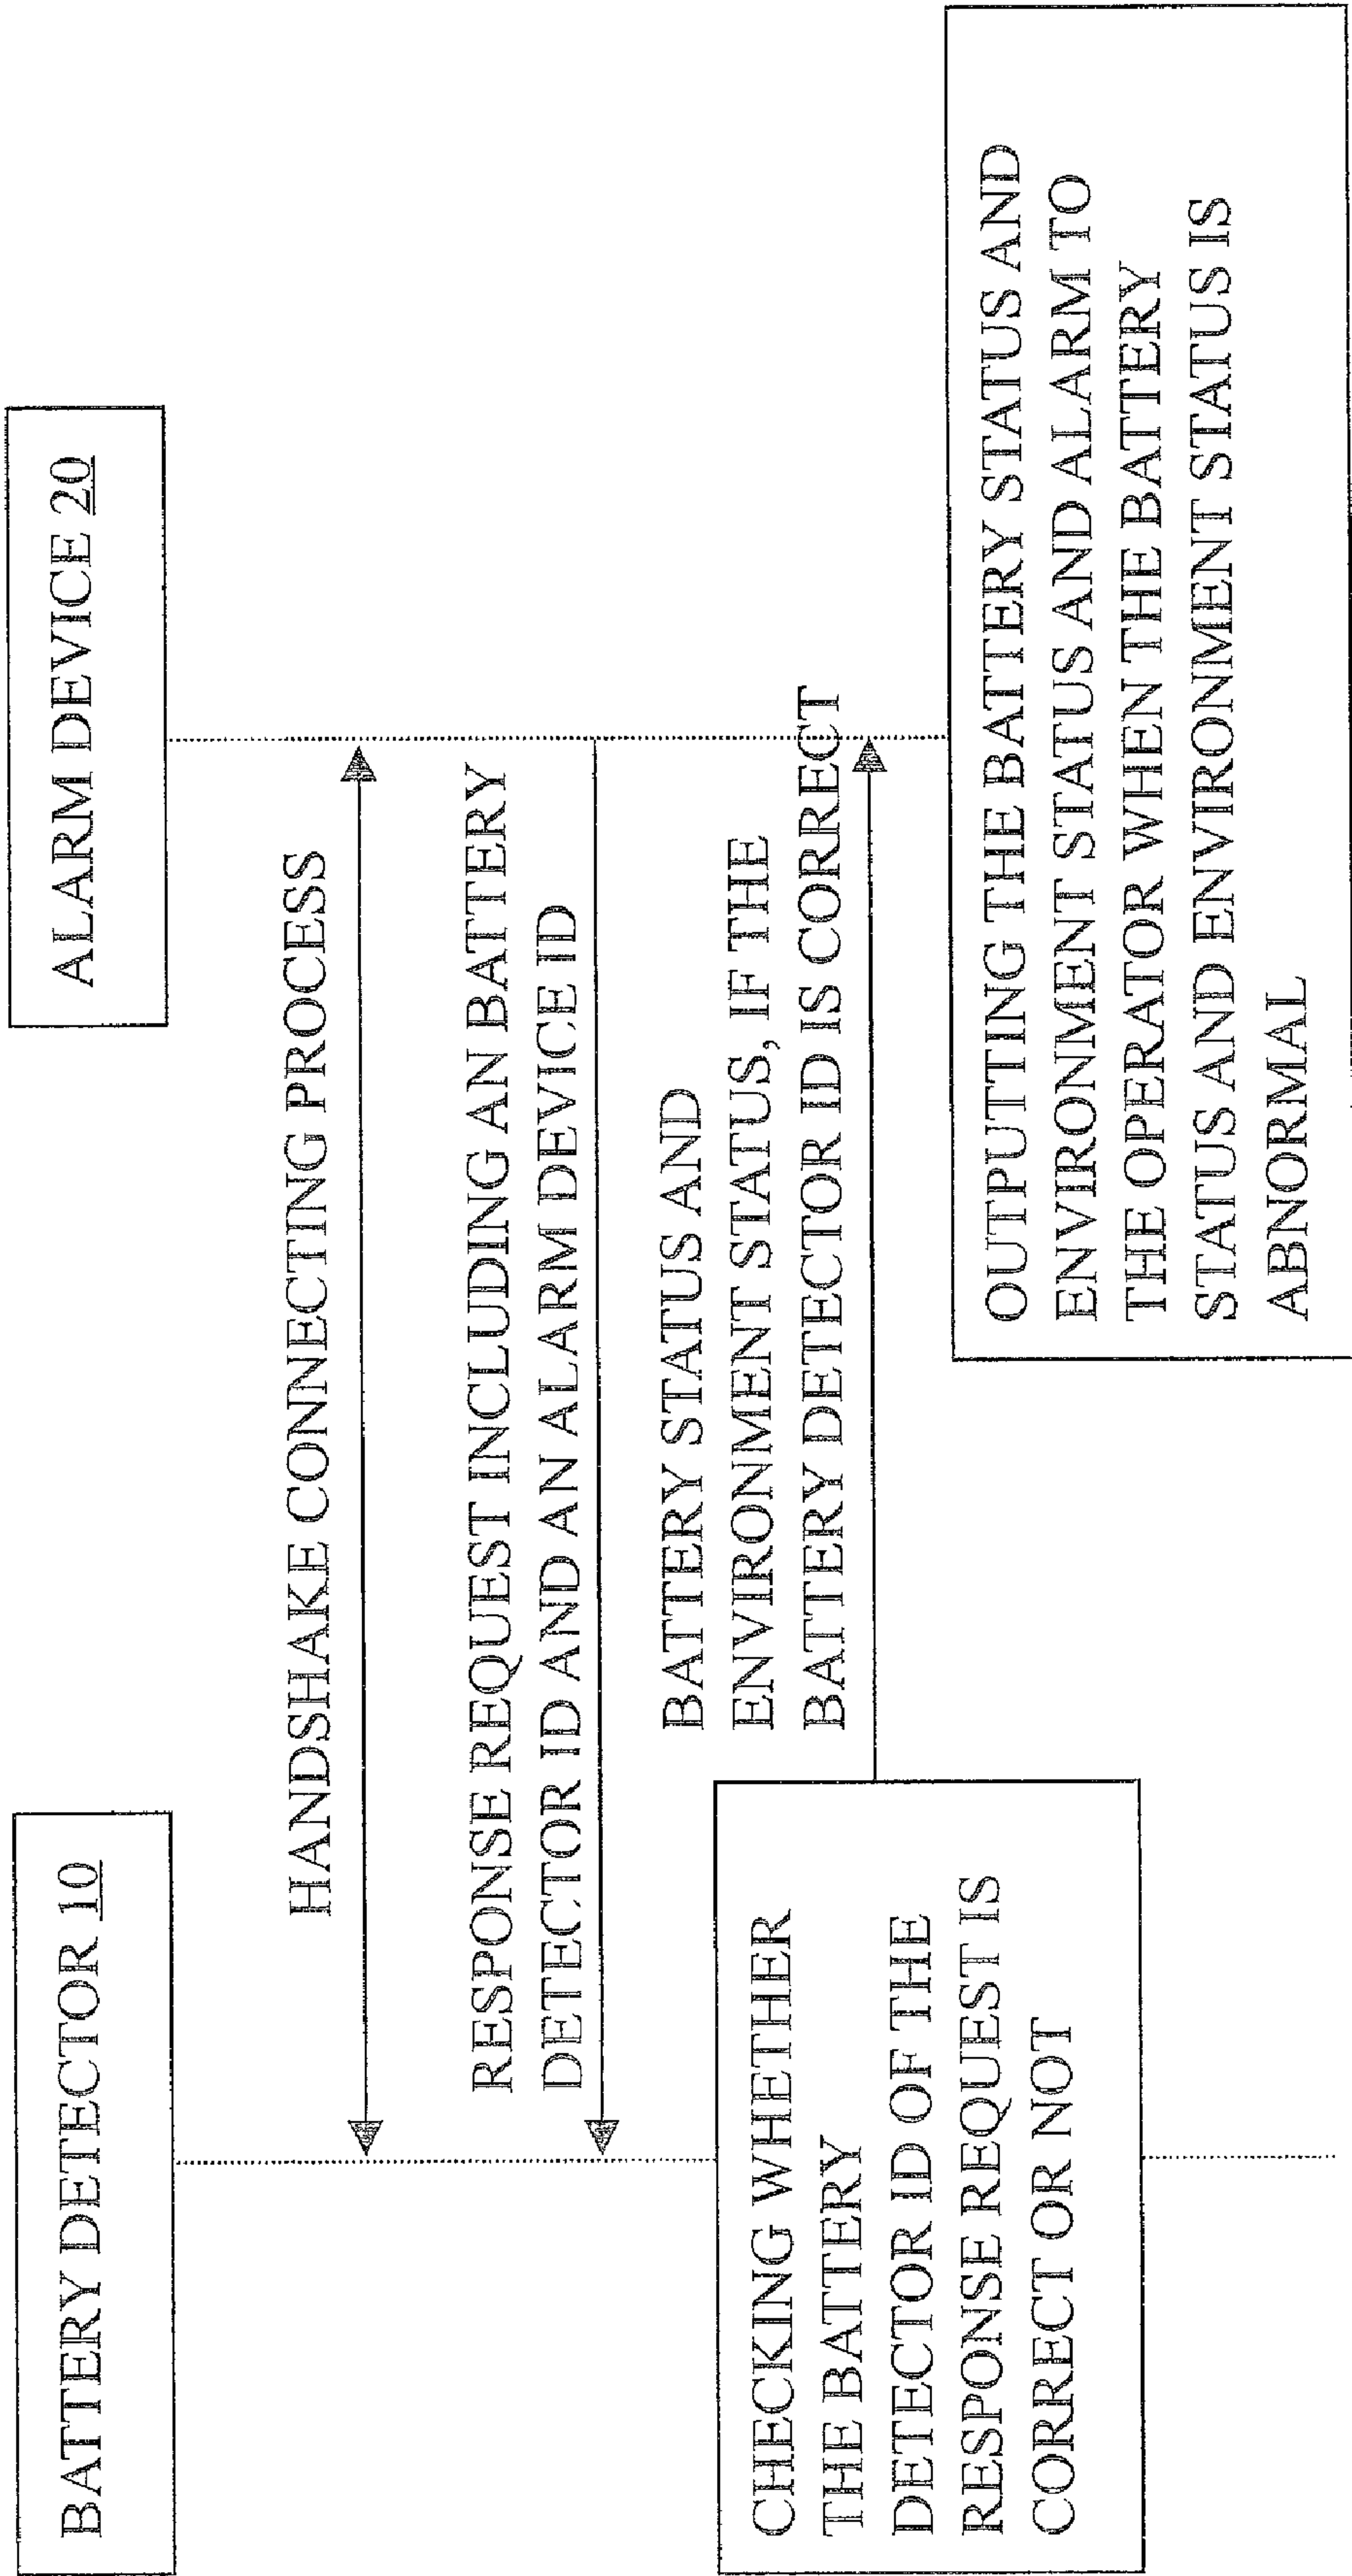 BATTERY DETECTOR 10
ALARM DEVICE 20
HANDSHAKE CONNECTING PROCESS
RESPONSE REQUEST INCLUDING AN BATTERY
DETECTOR ID AND AN ALARM DEVICE ID
BATTERY STATUS AND
ENVIRONMENT STATUS, IF THE
BATTERY DETECTOR ID IS CORRECT
CHECKING WHETHER
THE BATTERY
DETECTOR ID OF THE
RESPONSE REQUEST IS
CORRECT OR NOT
OUTPUTTING THE BATTERY STATUS AND
ENVIRONMENT STATUS AND ALARM TO
THE OPERATOR WHEN THE BATTERY
STATUS AND ENVIRONMENT STATUS IS
ABNORMAL